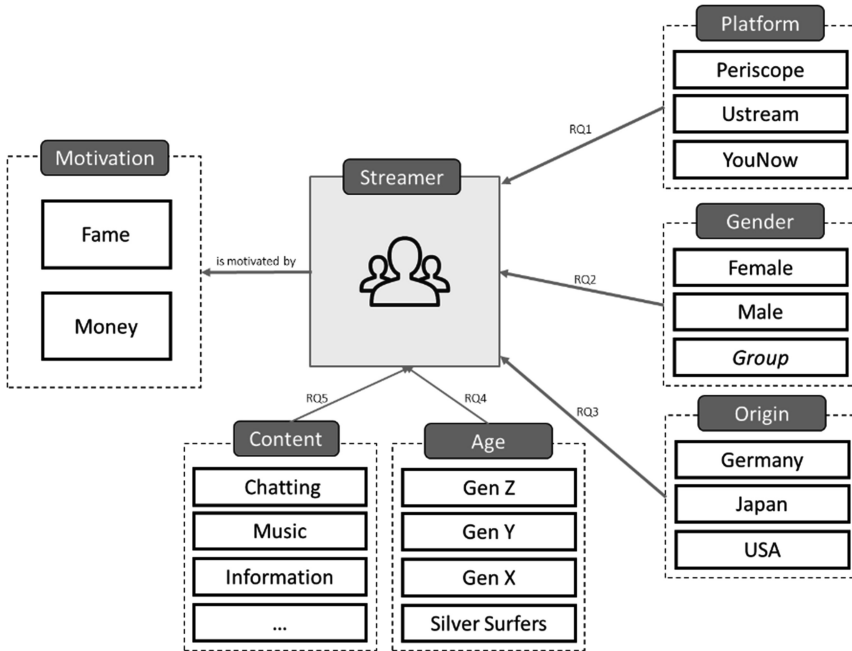 Platform
Periscope
Ustream
YouNow
RQ1
Motivation
Fame
Money
is motivated by
Streamer
Gender
Female
Male
Group
RQ2
RQ3
Origin
Germany
Japan
USA
RQ5
RQ4
Content
Chatting
Music
Information
...
Age
Gen Z
Gen Y
Gen X
Silver Surfers